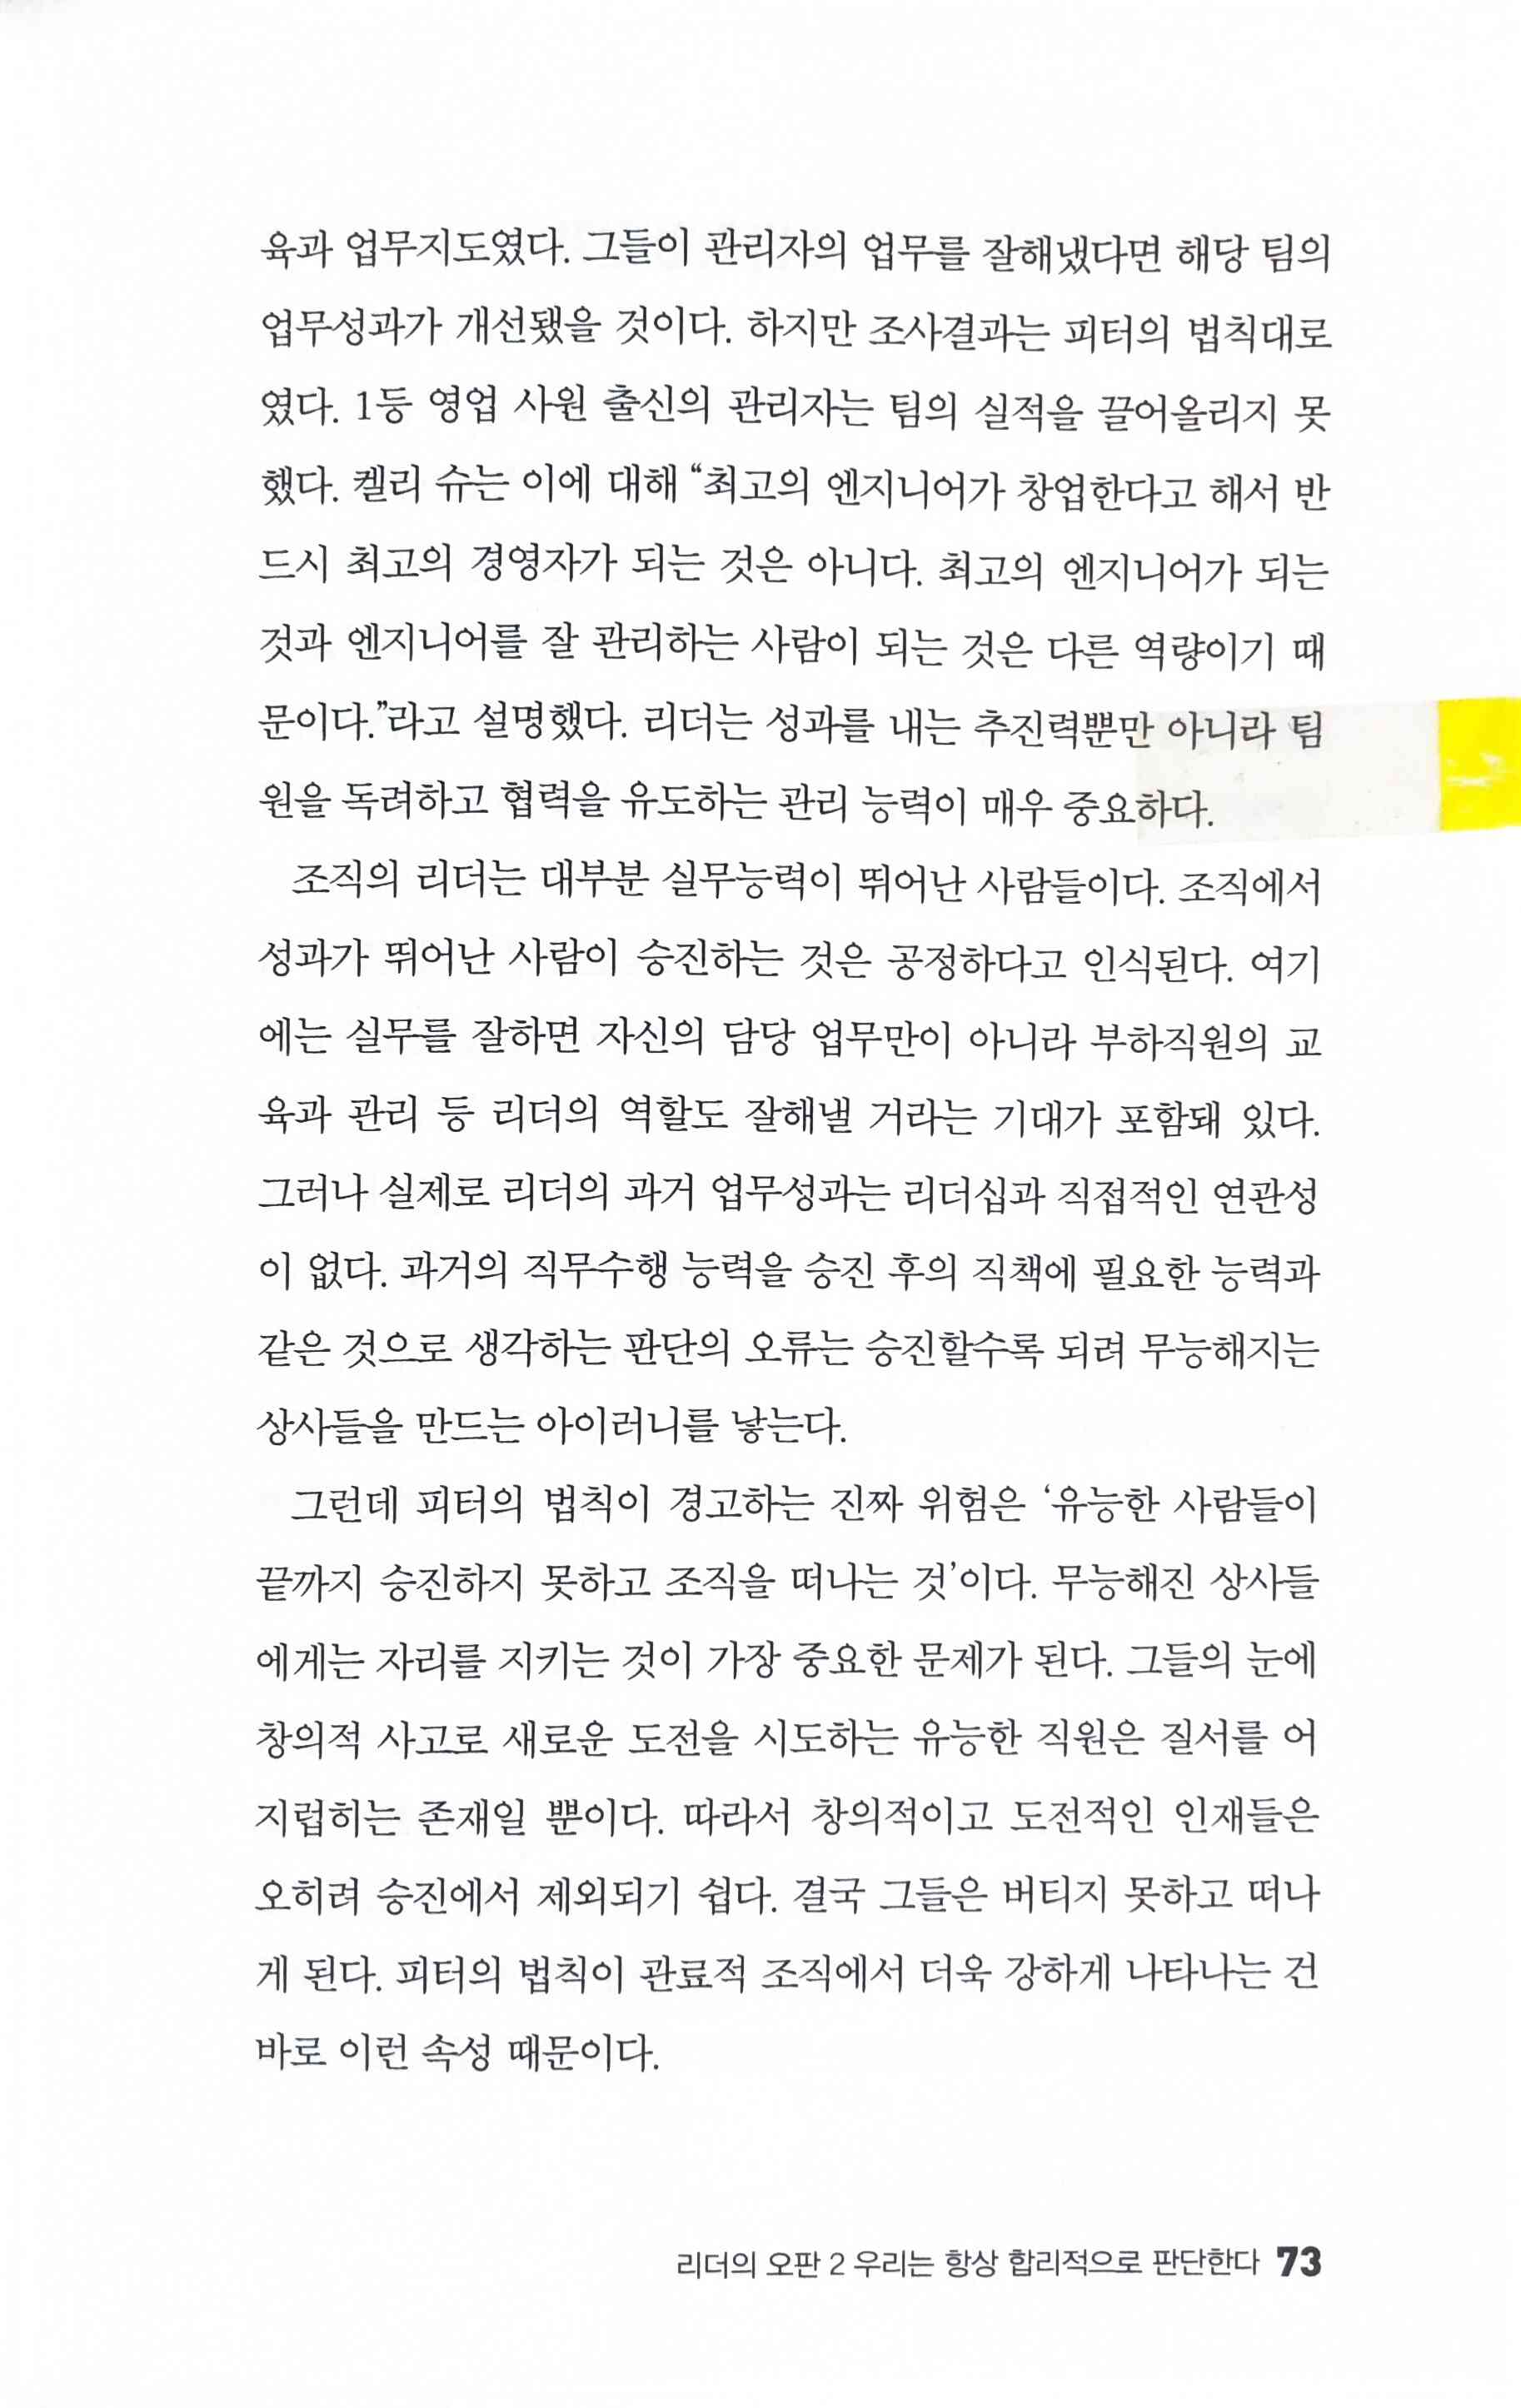 육과 업무지도였다. 그들이 관리자의 업무를 잘해냈다면 해당 팀의
업무성과가 개선됐을 것이다. 하지만 조사결과는 피터의 법칙대로
였다. 1등 영업 사원 출신의 관리자는 팀의 실적을 끌어올리지 못
했다. 켈리 슈는 이에 대해 “최고의 엔지니어가 창업한다고 해서 반
드시 최고의 경영자가 되는 것은 아니다. 최고의 엔지니어가 되는
것과 엔지니어를 잘 관리하는 사람이 되는 것은 다른 역량이기 때
문이다.”라고 설명했다. 리더는 성과를 내는 추진력뿐만 아니라 팀
원을 독려하고 협력을 유도하는 관리 능력이 매우 중요하다.
조직의 리더는 대부분 실무능력이 뛰어난 사람들이다. 조직에서
성과가 뛰어난 사람이 승진하는 것은 공정하다고 인식된다. 여기
에는 실무를 잘하면 자신의 담당 업무만이 아니라 부하직원의 교
육과 관리 등 리더의 역할도 잘해낼 거라는 기대가 포함돼 있다.
그러나 실제로 리더의 과거 업무성과는 리더십과 직접적인 연관성
이 없다. 과거의 직무수행 능력을 승진 후의 직책에 필요한 능력과
같은 것으로 생각하는 판단의 오류는 승진할수록 되려 무능해지는
상사들을 만드는 아이러니를 낳는다.
그런데 피터의 법칙이 경고하는 진짜 위험은 ‘유능한 사람들이
끝까지 승진하지 못하고 조직을 떠나는 것’이다. 무능해진 상사들
에게는 자리를 지키는 것이 가장 중요한 문제가 된다. 그들의 눈에
창의적 사고로 새로운 도전을 시도하는 유능한 직원은 질서를 어
지럽히는 존재일 뿐이다. 따라서 창의적이고 도전적인 인재들은
오히려 승진에서 제외되기 쉽다. 결국 그들은 버티지 못하고 떠나
게 된다. 피터의 법칙이 관료적 조직에서 더욱 강하게 나타나는 건
바로 이런 속성 때문이다.
리더의 오판 2 우리는 항상 합리적으로 판단한다 73